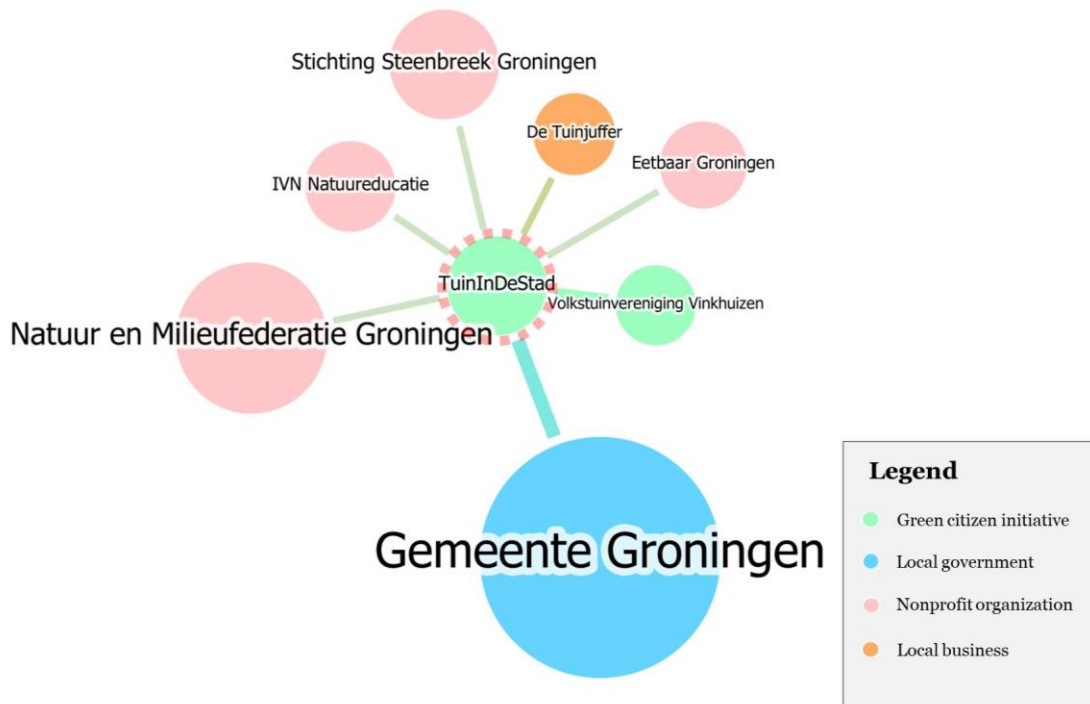 Stichting Steenbreek Groningen
De Tuinjuffer
Eetbaar Groningen
IVN Natuureducatie
TuinInDeStad
Volkstuinvereniging Vinkhuizen
Natuur en Milieufederatie Groningen
Gemeente Groningen
Legend
Green citizen initiative
Local government
Nonprofit organization
Local business